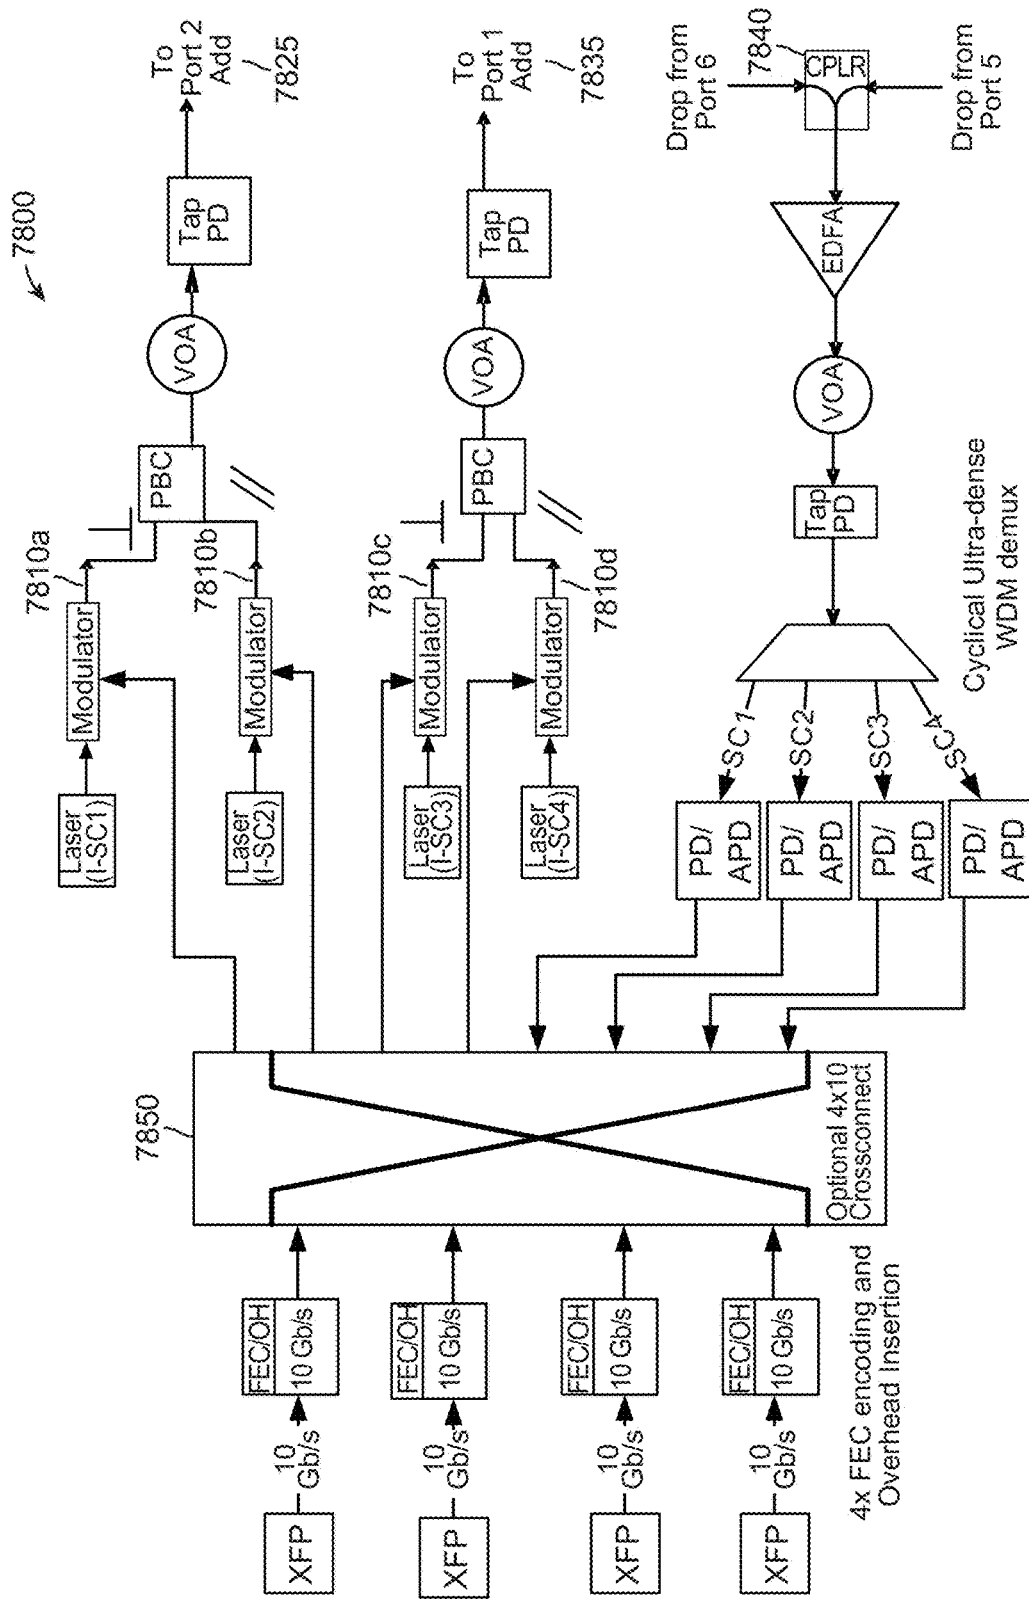 7800
XFP
10
Gb/s
FEC/OH
10 Gb/s
XFP
10
Gb/s
FEC/OH
10 Gb/s
XFP
10
Gb/s
FEC/OH
10 Gb/s
XFP
10
Gb/s
FEC/OH
10 Gb/s
4x FEC encoding and
Overhead Insertion
7850
Optional 4x10
Crossconnect
Laser
(I-SC1)
Modulator
7810a
Laser
(I-SC2)
Modulator
7810b
PBC
VOA
Tap
PD
To
Port 2
Add
7825
Laser
(I-SC3)
Modulator
7810c
Laser
(I-SC4)
Modulator
7810d
PBC
VOA
Tap
PD
To
Port 1
Add
7835
PD/
APD
PD/
APD
PD/
APD
PD/
APD
SC1
SC2
SC3
SC4
Cyclical Ultra-dense
WDM demux
Tap
PD
VOA
EDFA
CPLR
7840
Drop from
Port 6
Drop from
Port 5